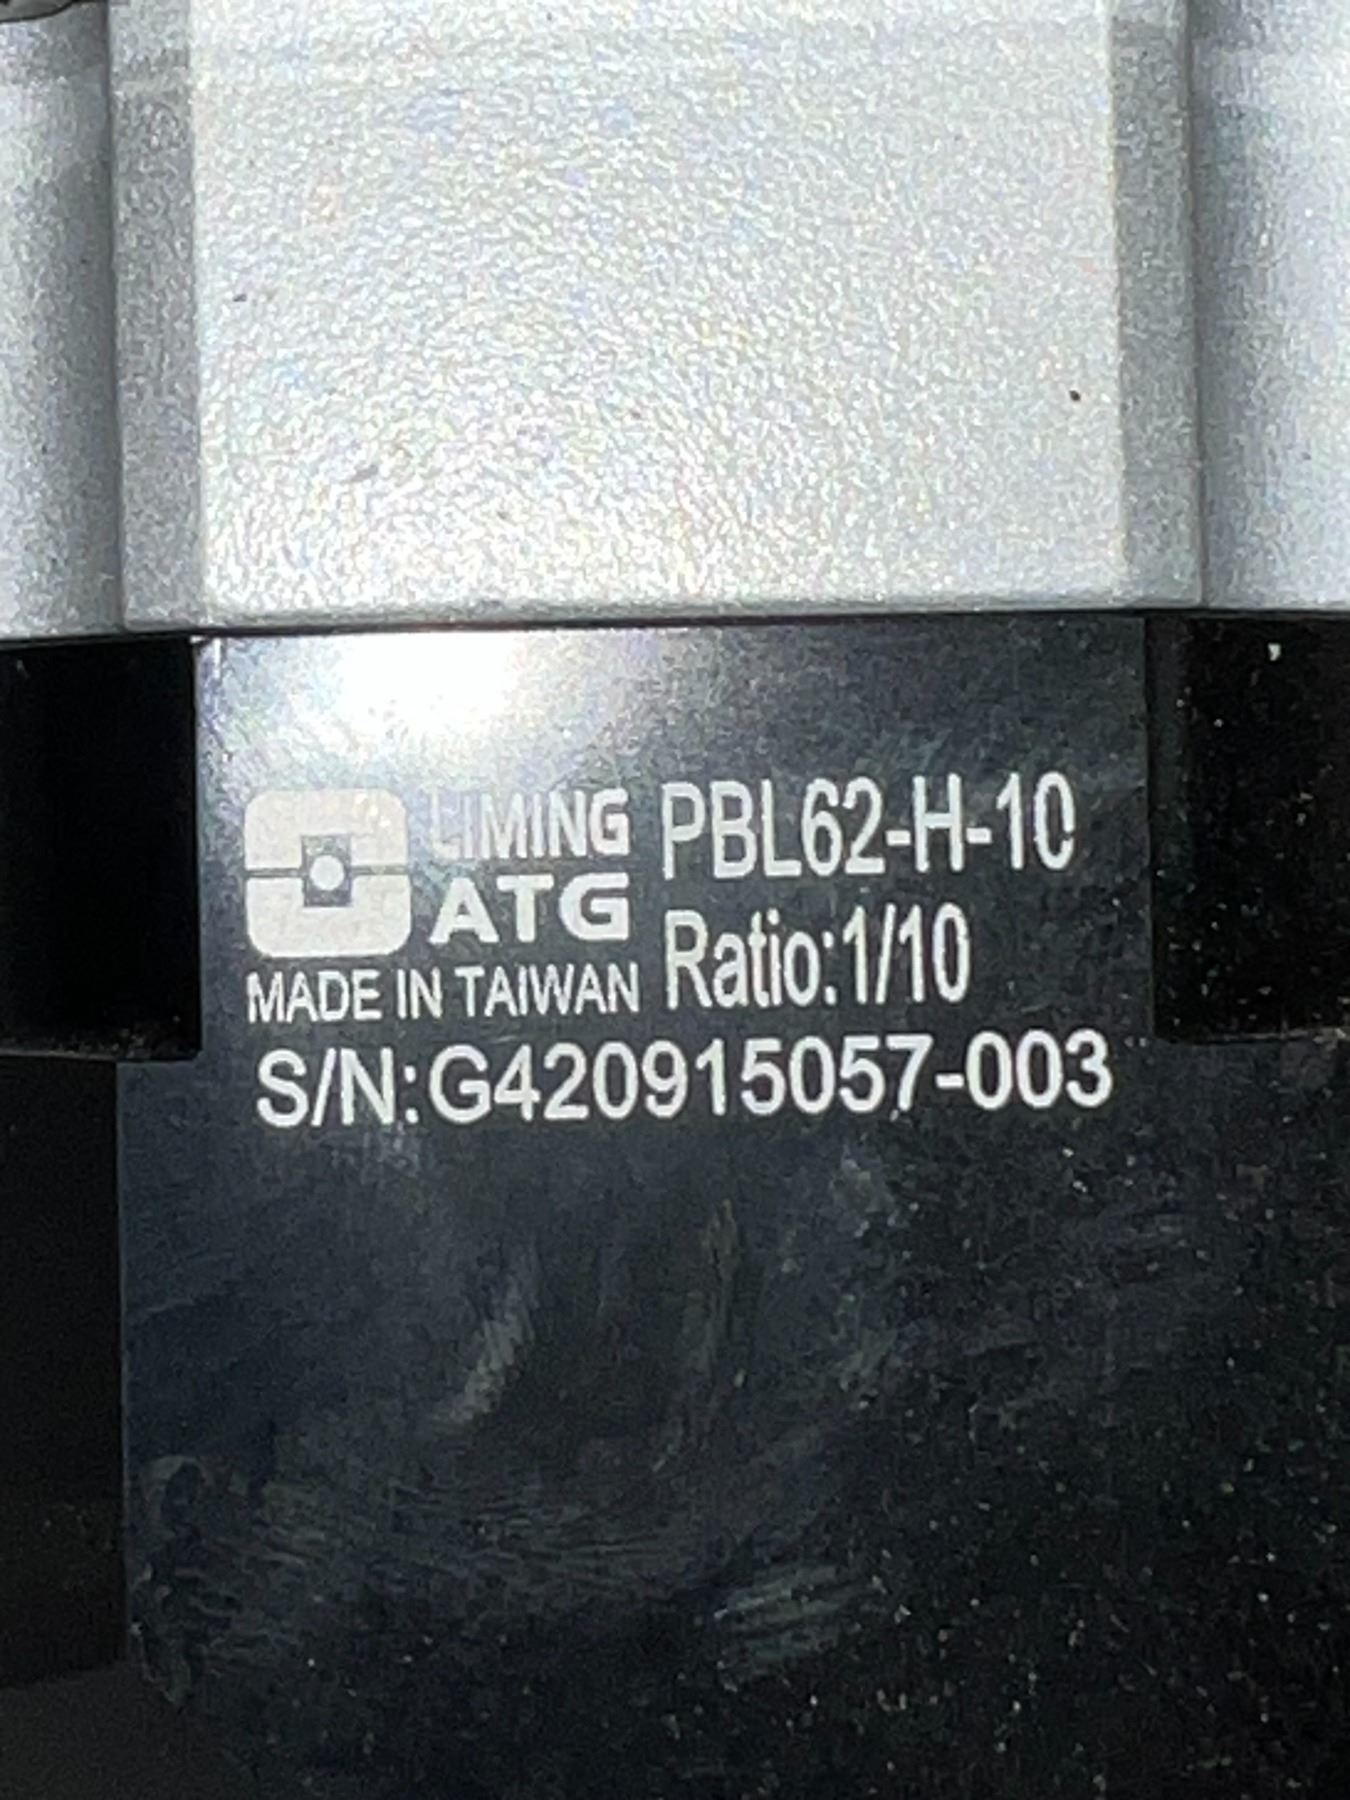 LIMING
ATG
MADE IN TAIWAN
PBL62-H-10
Ratio:1/10
S/N:G420915057-003